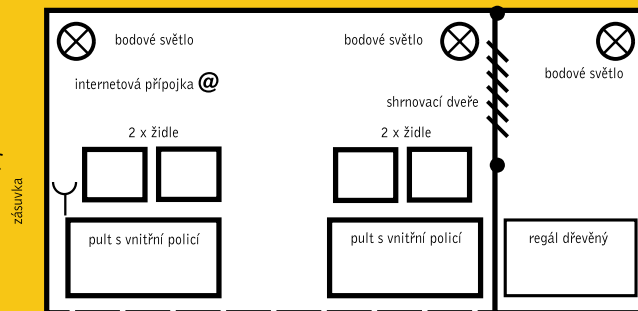 bodové světlo
bodové světlo
bodové světlo
internetová přípojka @
shrnovací dveře
2 x židle
2 x židle
zásuvka
pult s vnitřní policí
pult s vnitřní policí
regál dřevěný